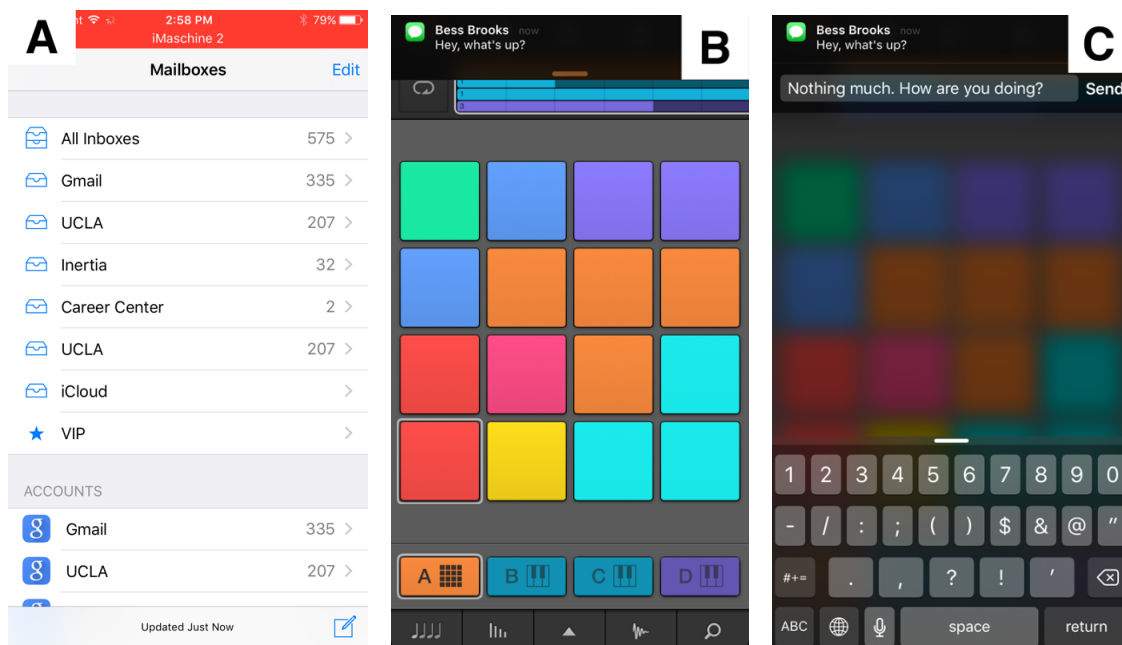 A
2:58 PM
79%
iMaschine 2
Mailboxes
Edit
All Inboxes 575
Gmail 335
UCLA 207
Inertia 32
Career Center 2
UCLA 207
iCloud
VIP
ACCOUNTS
Gmail 335
UCLA 207
Updated Just Now
B
Bess Brooks now
Hey, what's up?
1
3
A
B
C
D
C
Bess Brooks now
Hey, what's up?
Nothing much. How are you doing?
Send
1 2 3 4 5 6 7 8 9 0
- / : ; ( ) $ & @ "
#+= . , ? ! '
ABC space return